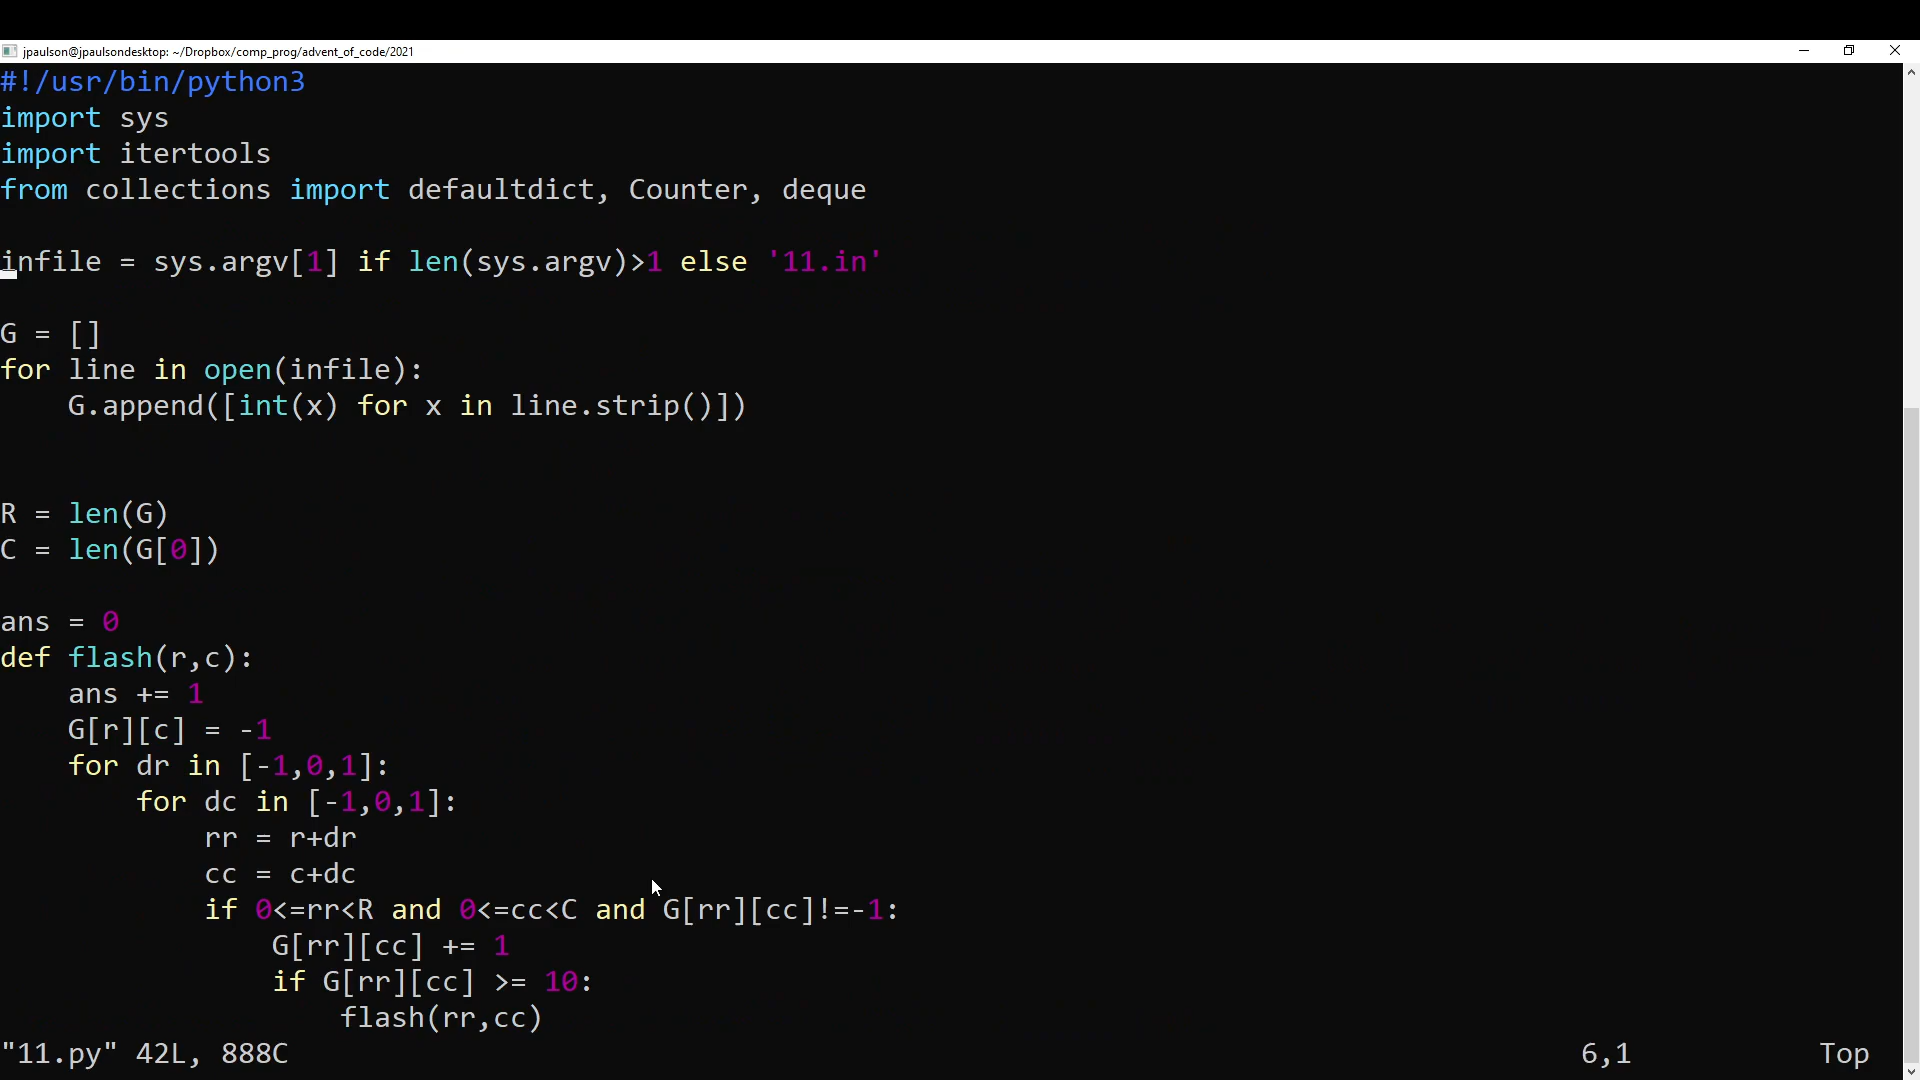 jpaulson@jpaulsondesktop: ~/Dropbox/comp_prog/advent_of_code/2021
#!/usr/bin/python3
import sys
import itertools
from collections import defaultdict, Counter, deque

infile = sys.argv[1] if len(sys.argv)>1 else '11.in'

G = []
for line in open(infile):
    G.append([int(x) for x in line.strip()])


R = len(G)
C = len(G[0])

ans = 0
def flash(r,c):
    ans += 1
    G[r][c] = -1
    for dr in [-1,0,1]:
        for dc in [-1,0,1]:
            rr = r+dr
            cc = c+dc
            if 0<=rr<R and 0<=cc<C and G[rr][cc]!=-1:
                G[rr][cc] += 1
                if G[rr][cc] >= 10:
                    flash(rr,cc)
"11.py" 42L, 888C 6,1 Top